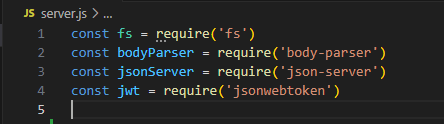 JS server.js > ...
1 const fs = require('fs')
2 const bodyParser = require('body-parser')
3 const jsonServer = require('json-server')
4 const jwt = require('jsonwebtoken')
5